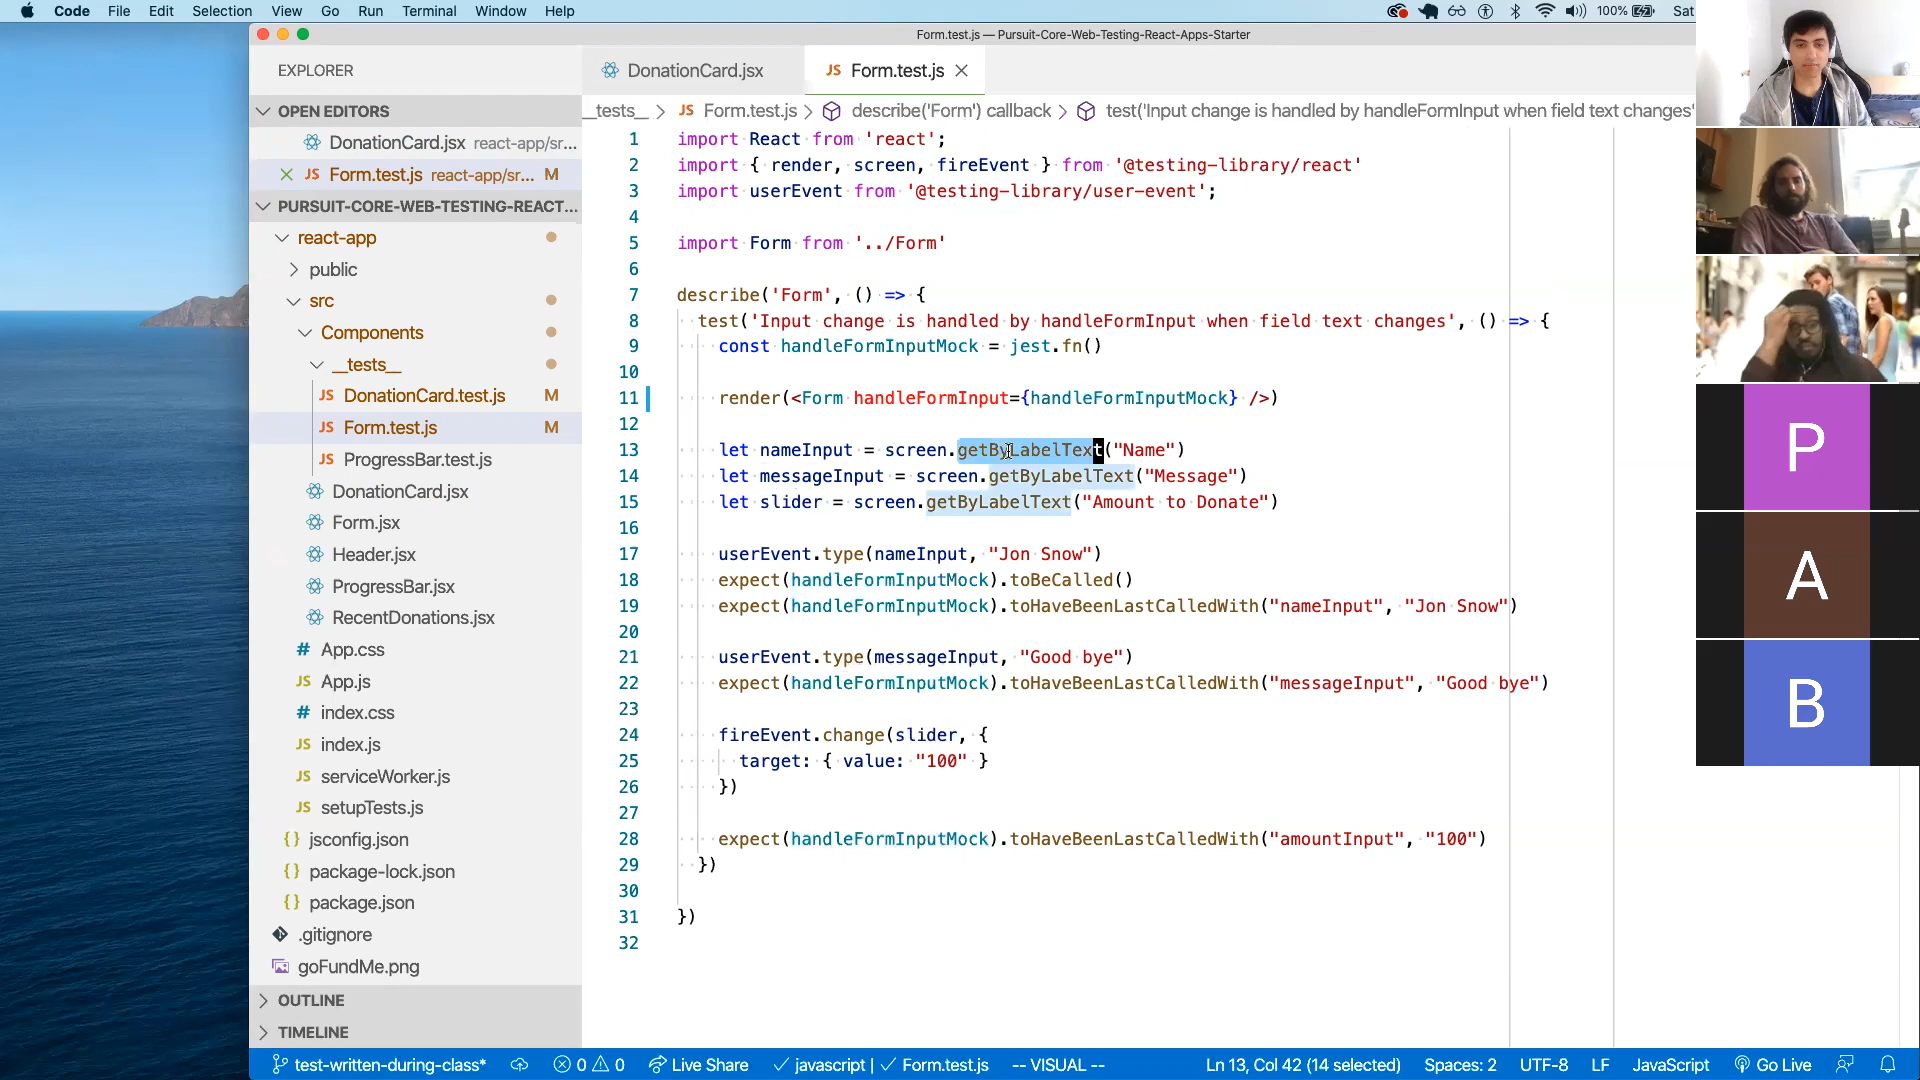 Code File Edit Selection View Go Run Terminal Window Help 100% Sat
Form.test.js — Pursuit-Core-Web-Testing-React-Apps-Starter
EXPLORER
DonationCard.jsx
JS Form.test.js
OPEN EDITORS
__tests__ JS Form.test.js describe('Form') callback test('Input change is handled by handleFormInput when field text changes'
DonationCard.jsx react-app/sr...
JS Form.test.js react-app/sr... M
PURSUIT-CORE-WEB-TESTING-REACT...
react-app
public
src
Components
__tests__
JS DonationCard.test.js M
JS Form.test.js M
JS ProgressBar.test.js
DonationCard.jsx
Form.jsx
Header.jsx
ProgressBar.jsx
RecentDonations.jsx
# App.css
JS App.js
# index.css
JS index.js
JS serviceWorker.js
JS setupTests.js
{} jsconfig.json
{} package-lock.json
{} package.json
.gitignore
goFundMe.png
OUTLINE
TIMELINE
1 import React from 'react';
2 import { render, screen, fireEvent } from '@testing-library/react'
3 import userEvent from '@testing-library/user-event';
4
5 import Form from '../Form'
6
7 describe('Form', () => {
8 test('Input change is handled by handleFormInput when field text changes', () => {
9 const handleFormInputMock = jest.fn()
10
11 render(<Form handleFormInput={handleFormInputMock} />)
12
13 let nameInput = screen.getByLabelText("Name")
14 let messageInput = screen.getByLabelText("Message")
15 let slider = screen.getByLabelText("Amount to Donate")
16
17 userEvent.type(nameInput, "Jon Snow")
18 expect(handleFormInputMock).toBeCalled()
19 expect(handleFormInputMock).toHaveBeenLastCalledWith("nameInput", "Jon Snow")
20
21 userEvent.type(messageInput, "Good bye")
22 expect(handleFormInputMock).toHaveBeenLastCalledWith("messageInput", "Good bye")
23
24 fireEvent.change(slider, {
25 target: { value: "100" }
26 })
27
28 expect(handleFormInputMock).toHaveBeenLastCalledWith("amountInput", "100")
29 })
30
31 })
32
P
A
B
test-written-during-class* 0 0 Live Share javascript | Form.test.js -- VISUAL -- Ln 13, Col 42 (14 selected) Spaces: 2 UTF-8 LF JavaScript Go Live